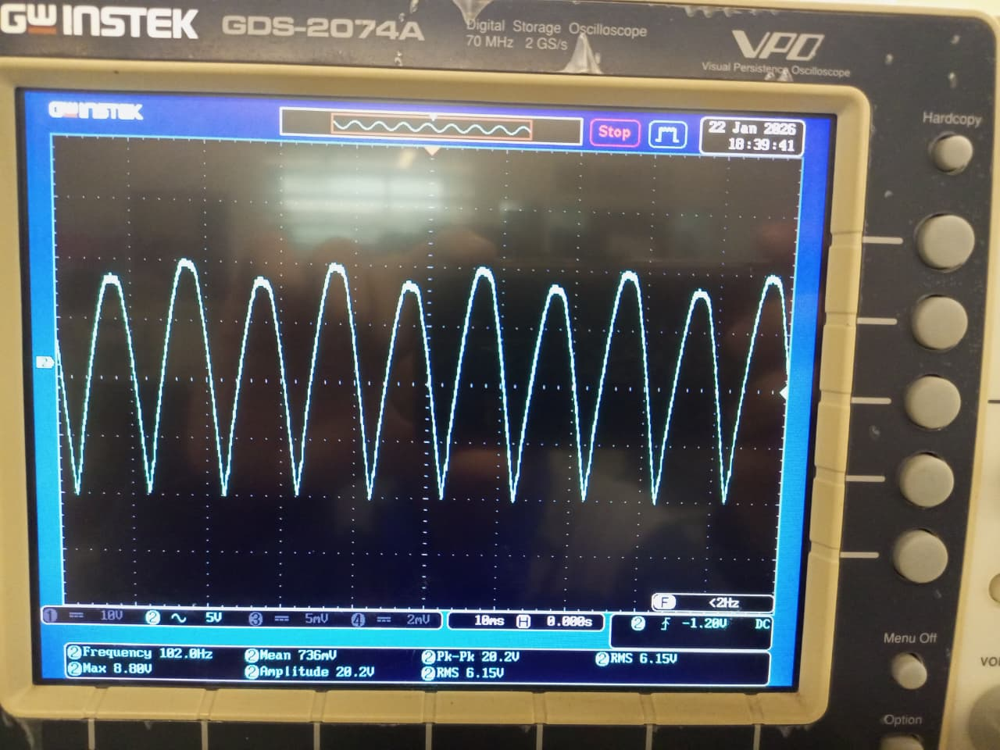 GW INSTEK GDS-2074A Digital Storage Oscilloscope
70 MHz 2 GS/s
VPO
Visual Persistence Oscilloscope
Hardcopy
GW INSTEK
Stop
22 Jan 2026
18:39:41
2
F <2Hz
1 10V 2 5V 3 5mV 4 2mV
10ms H 0.000s
2 -1.20V DC
2 Frequency 102.0Hz 2 Mean 736mV 2 Pk-Pk 20.2V 2 RMS 6.15V
2 Max 8.80V 2 Amplitude 20.2V 2 RMS 6.15V
Menu Off
Option